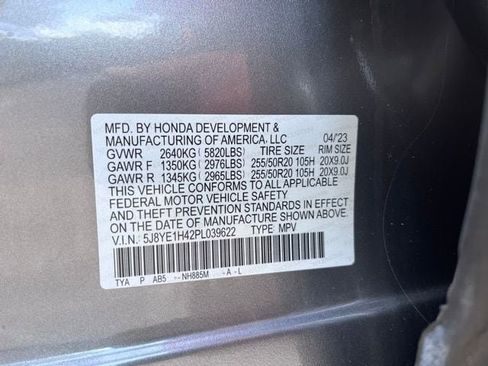 MFD. BY HONDA DEVELOPMENT & 04/'23
MANUFACTURING OF AMERICA, LLC
GVWR 2640KG (5820LBS) TIRE SIZE RIM SIZE
GAWR F 1350KG (2976LBS) 255/50R20 105H 20X9.0J
GAWR R 1345KG (2965LBS) 255/50R20 105H 20X9.0J
THIS VEHICLE CONFORMS TO ALL APPLICABLE
FEDERAL MOTOR VEHICLE SAFETY
AND THEFT PREVENTION STANDARDS IN EFFECT
ON THE DATE OF MANUFACTURE SHOWN ABOVE.
V.I.N.: 5J8YE1H42PL039622 TYPE: MPV
TYA P AB5 --NH885M -A-L